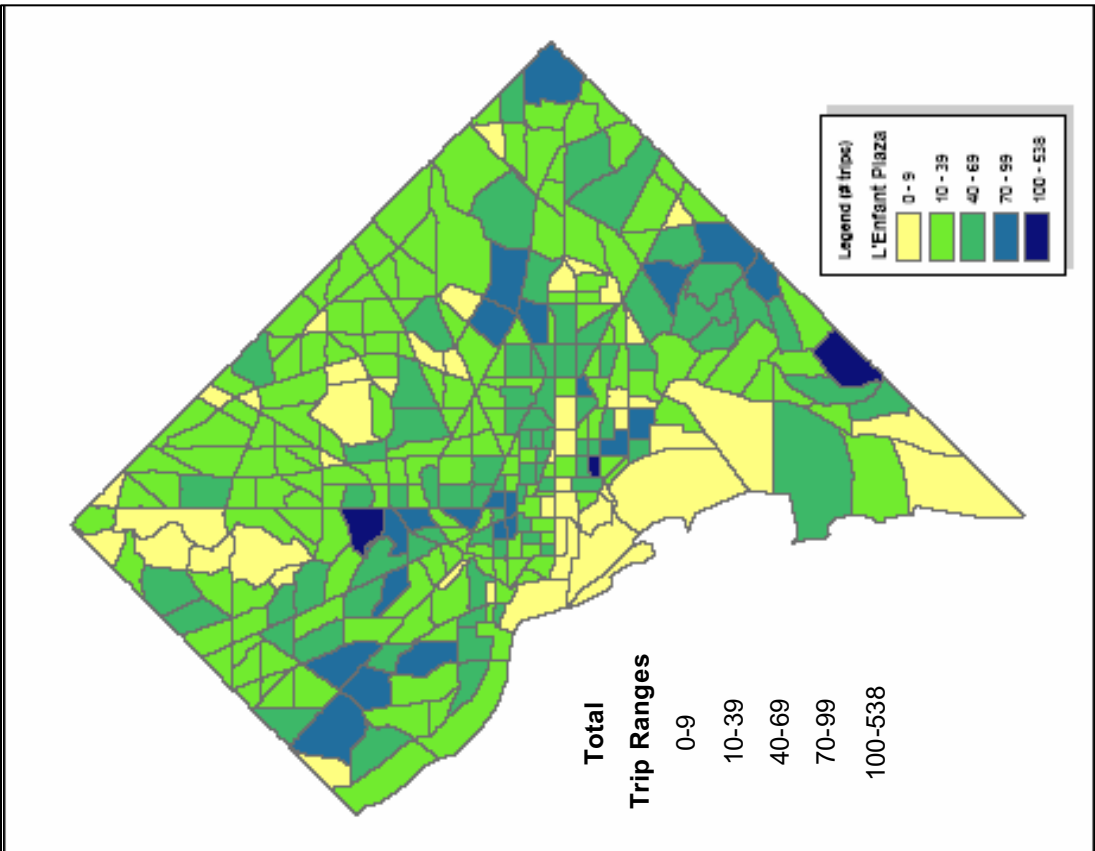 Legend (# trips)
L'Enfant Plaza
0 - 9
10 - 39
40 - 69
70 - 99
100 - 538
Total
Trip Ranges
0-9
10-39
40-69
70-99
100-538